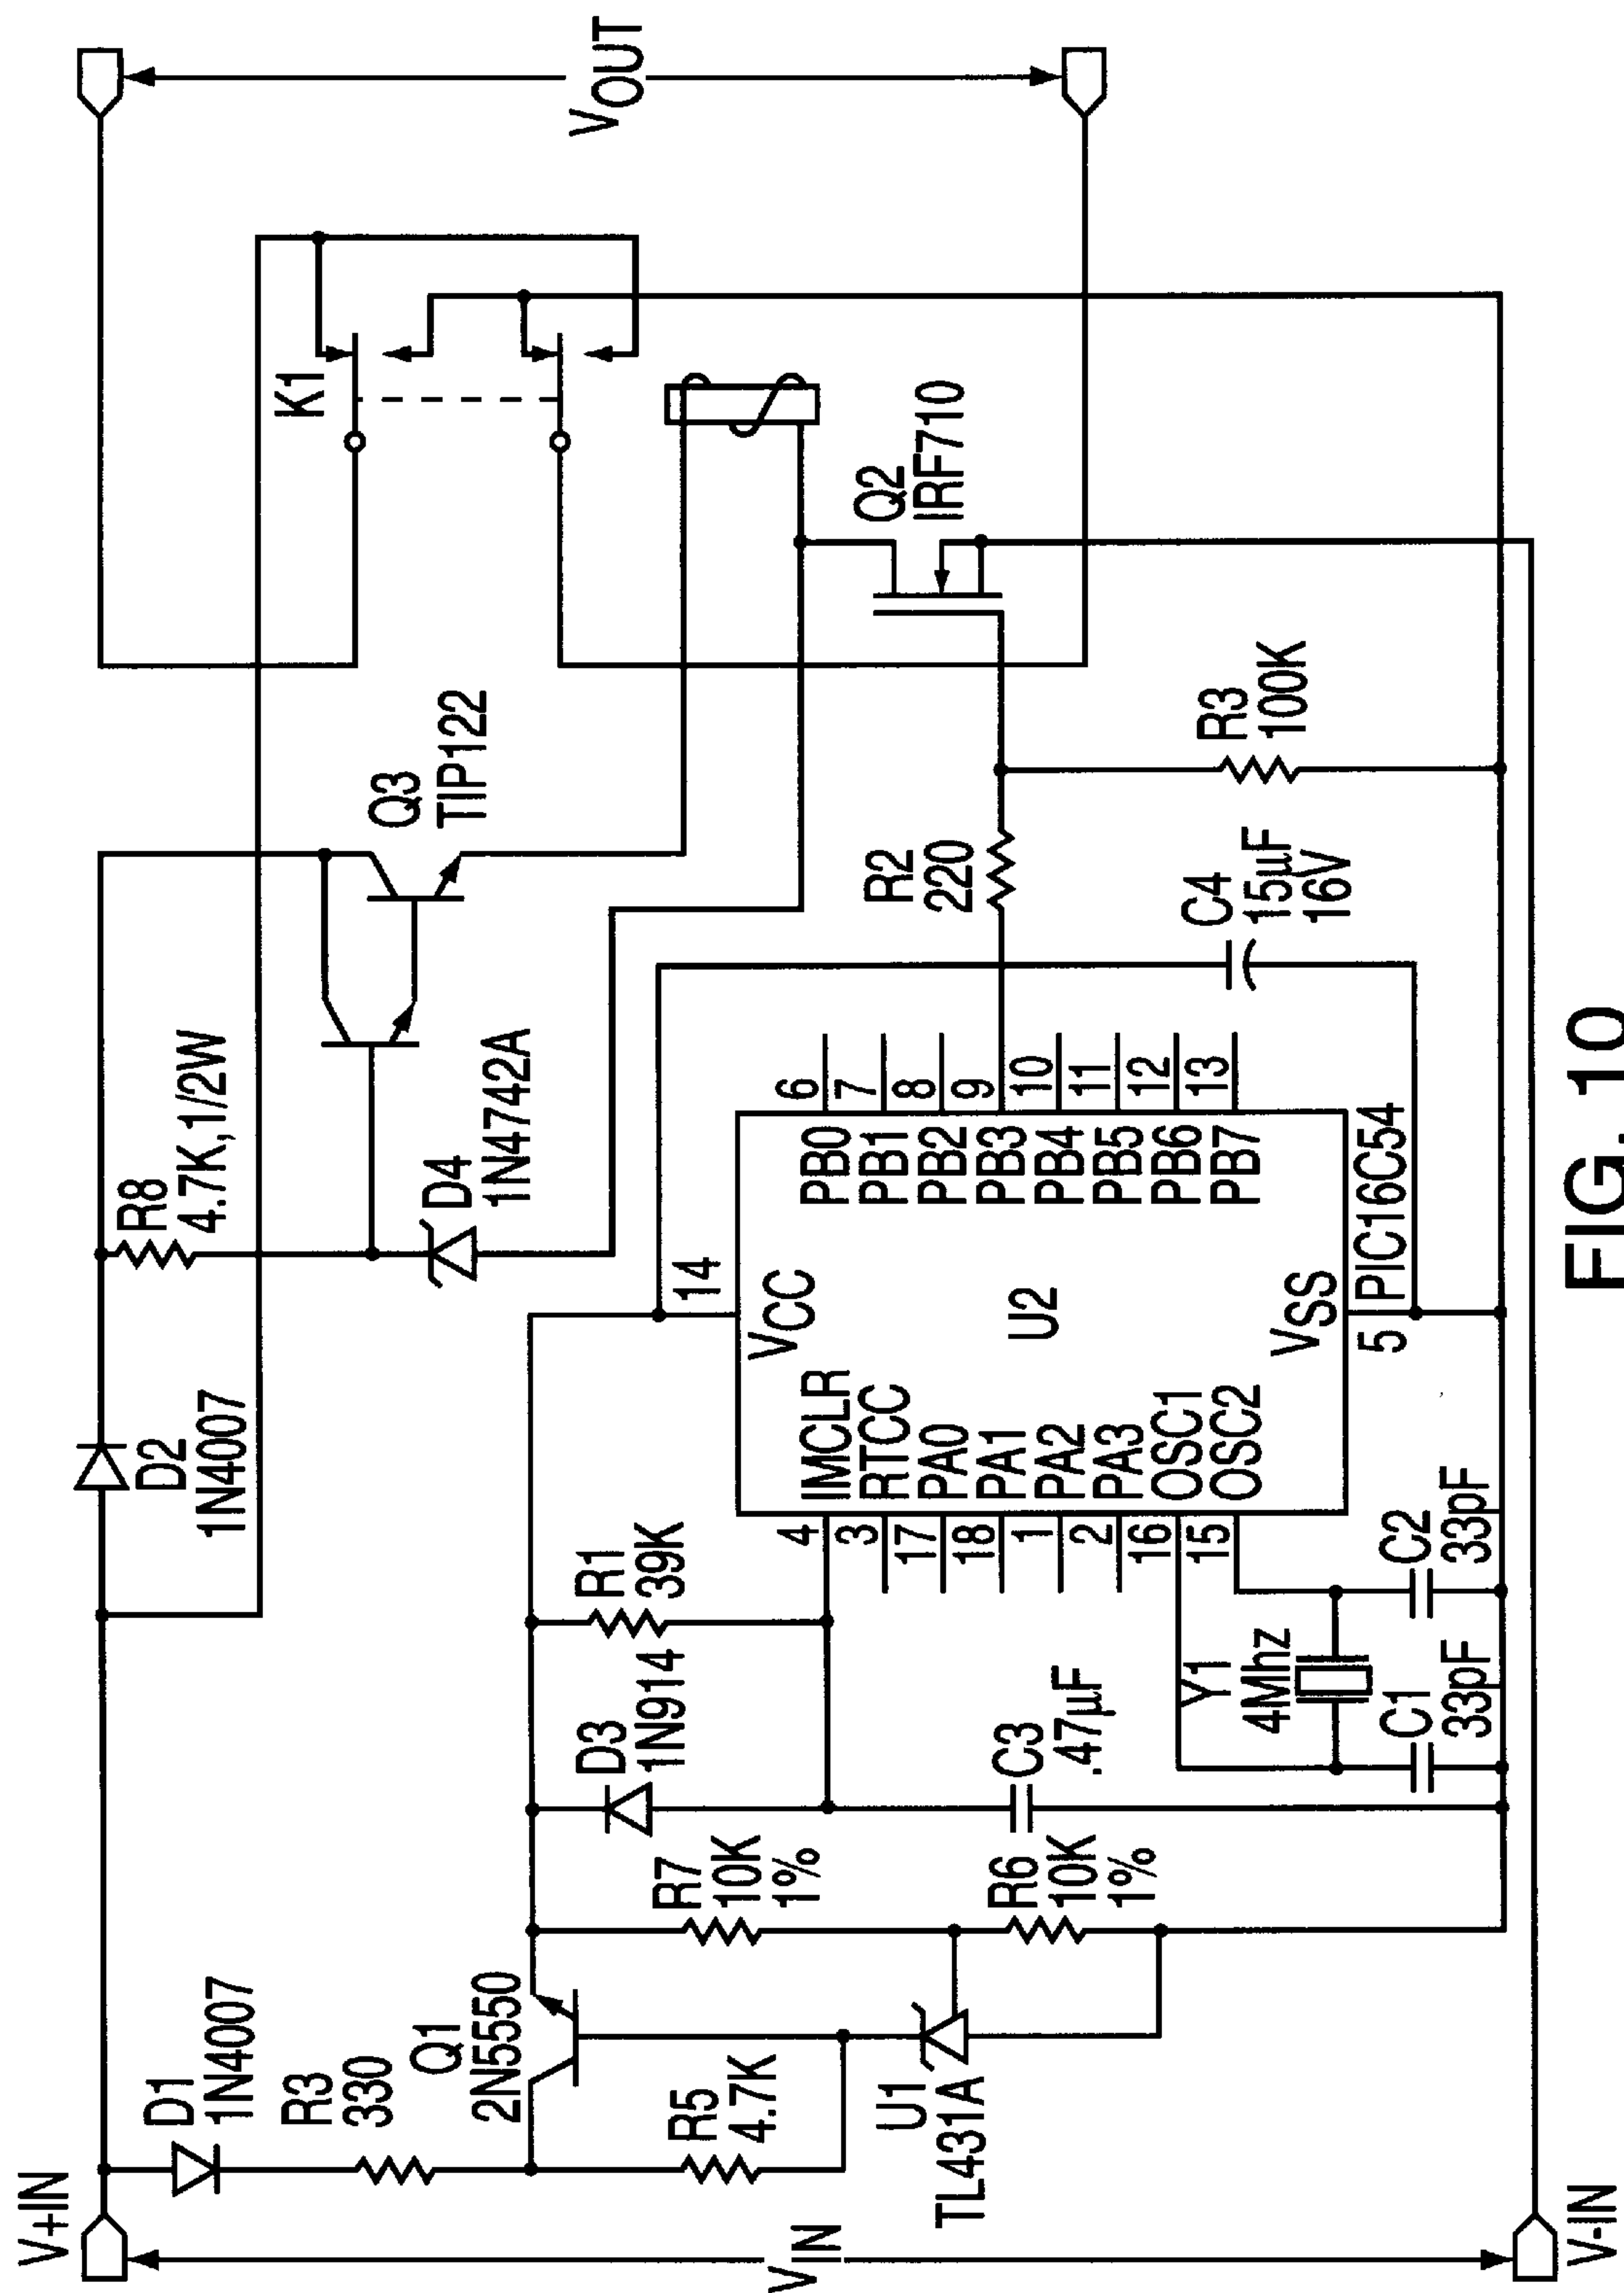 V+IN
V-IN
VIN
D1
1N4007
R3
330
Q1
2N5550
R5
4.7K
U1
TL431A
R7
10K
1%
R6
10K
1%
D3
1N914
R1
39K
C3
.47µF
Y1
4Mhz
C1
33pF
C2
33pF
D2
1N4007
R8
4.7K,1/2W
D4
1N4742A
Q3
TIP122
VCC
14
U2
VSS
5
PIC16C54
4
IMCLR
3
RTCC
17
PA0
18
PA1
1
PA2
2
PA3
16
OSC1
15
OSC2
PB0
6
PB1
7
PB2
8
PB3
9
PB4
10
PB5
11
PB6
12
PB7
13
C4
15µF
16V
R2
220
R3
100K
Q2
IRF710
K1
VOUT
FIG. 10